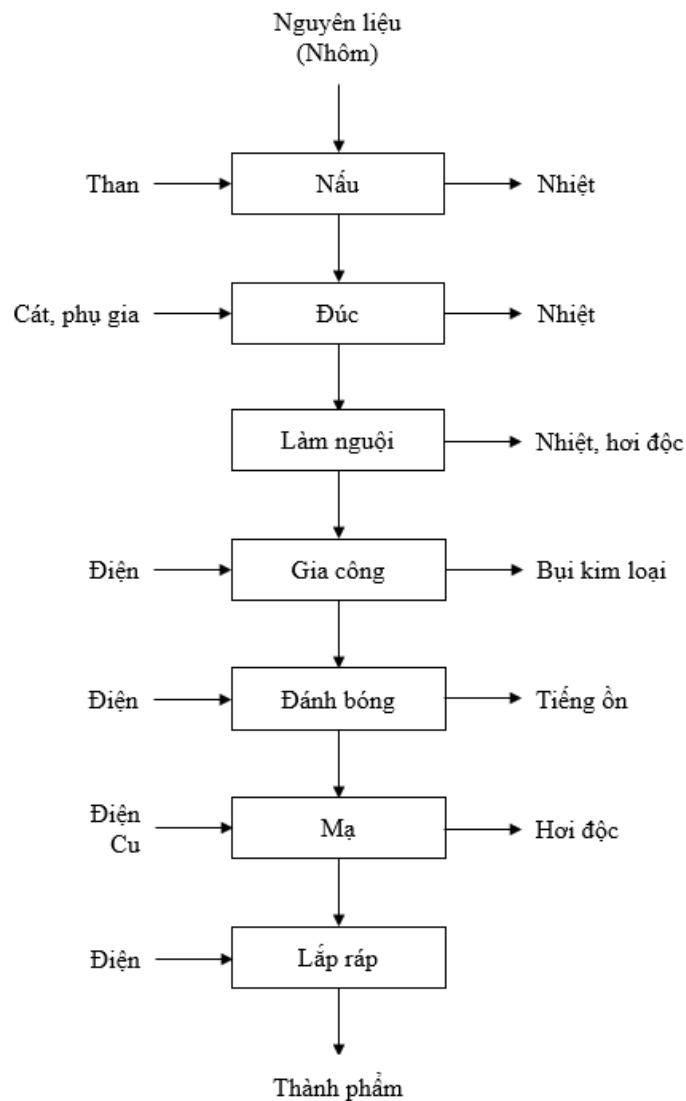 Nguyên liệu
(Nhôm)
Than
Nấu
Nhiệt
Cát, phụ gia
Đúc
Nhiệt
Làm nguội
Nhiệt, hơi độc
Điện
Gia công
Bụi kim loại
Điện
Đánh bóng
Tiếng ồn
Điện
Cu
Mạ
Hơi độc
Điện
Lắp ráp
Thành phẩm